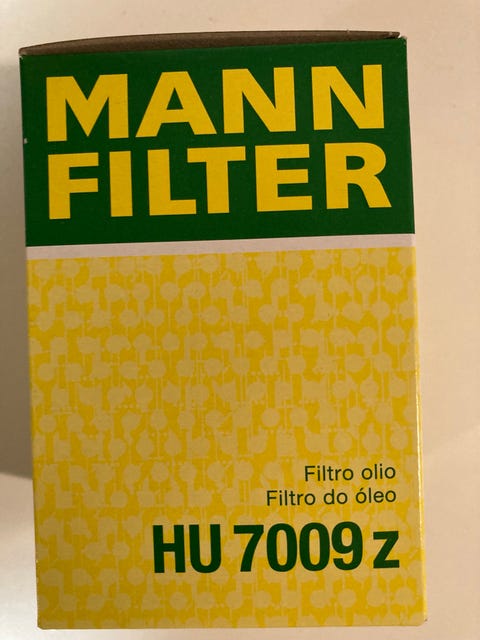 MANN
FILTER
Filtro olio
Filtro do óleo
HU 7009 z